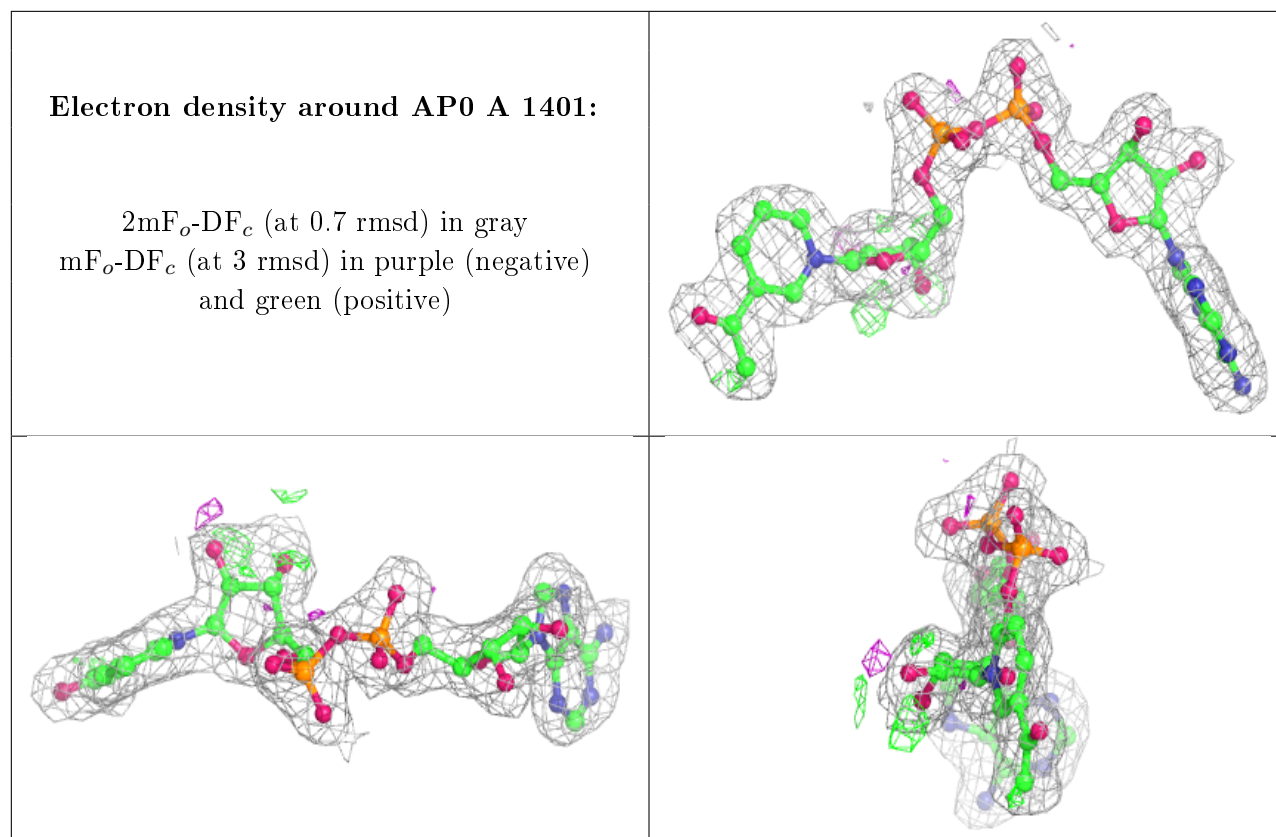 Electron density around AP0 A 1401:
2mFₒ-DF𝒸 (at 0.7 rmsd) in gray
mFₒ-DF𝒸 (at 3 rmsd) in purple (negative)
and green (positive)